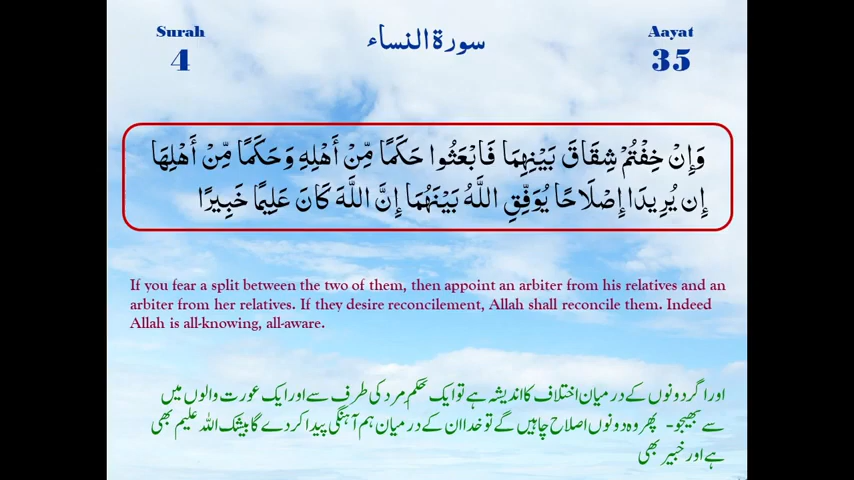 Surah
4
سورة النساء
Aayat
35
وَإِنْ خِفْتُمْ شِقَاقَ بَيْنِهِمَا فَابْعَثُوا حَكَمًا مِّنْ أَهْلِهِ وَحَكَمًا مِّنْ أَهْلِهَا
إِن يُرِيدَا إِصْلَاحًا يُوَفِّقِ اللَّهُ بَيْنَهُمَا إِنَّ اللَّهَ كَانَ عَلِيمًا خَبِيرًا
If you fear a split between the two of them, then appoint an arbiter from his relatives and an
arbiter from her relatives. If they desire reconcilement, Allah shall reconcile them. Indeed
Allah is all-knowing, all-aware.
اور اگر دونوں کے درمیان اختلاف کا اندیشہ ہے تو ایک حَکَم مرد کی طرف سے اور ایک عورت والوں میں
سے بھیجو- پھر وہ دونوں اصلاح چاہیں گے تو خدا ان کے درمیان ہم آہنگی پیدا کردے گا بیشک اللہ علیم بھی
ہے اور خبیر بھی